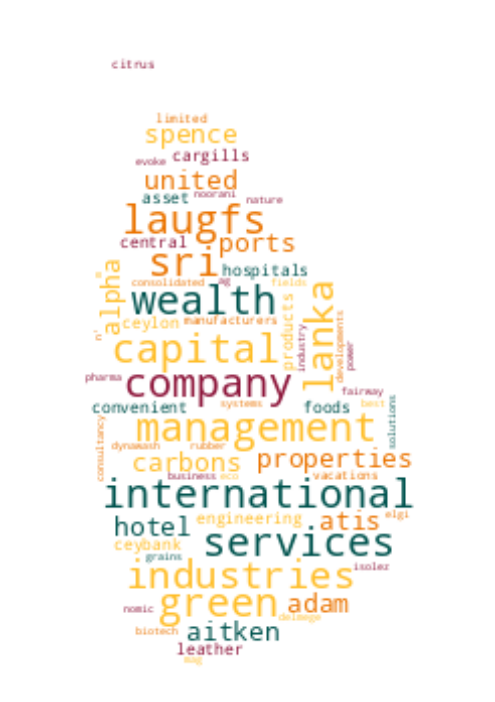 citrus
limited
spence
evoke cargills
united
asset noorani nature
laugfs
central ports
sri hospitals
consolidated ag fields
alpha wealth lanka
n' ceylon manufacturers products
capital industry developments power
pharma company fairway
convenient systems foods best
management solutions
consultancy dynawash rubber properties
carbons
business eco vacations
international
hotel engineering atis elgi
ceybank services
grains isolez
industries
nomic green adam
delmege
biotech aitken
leather
mag